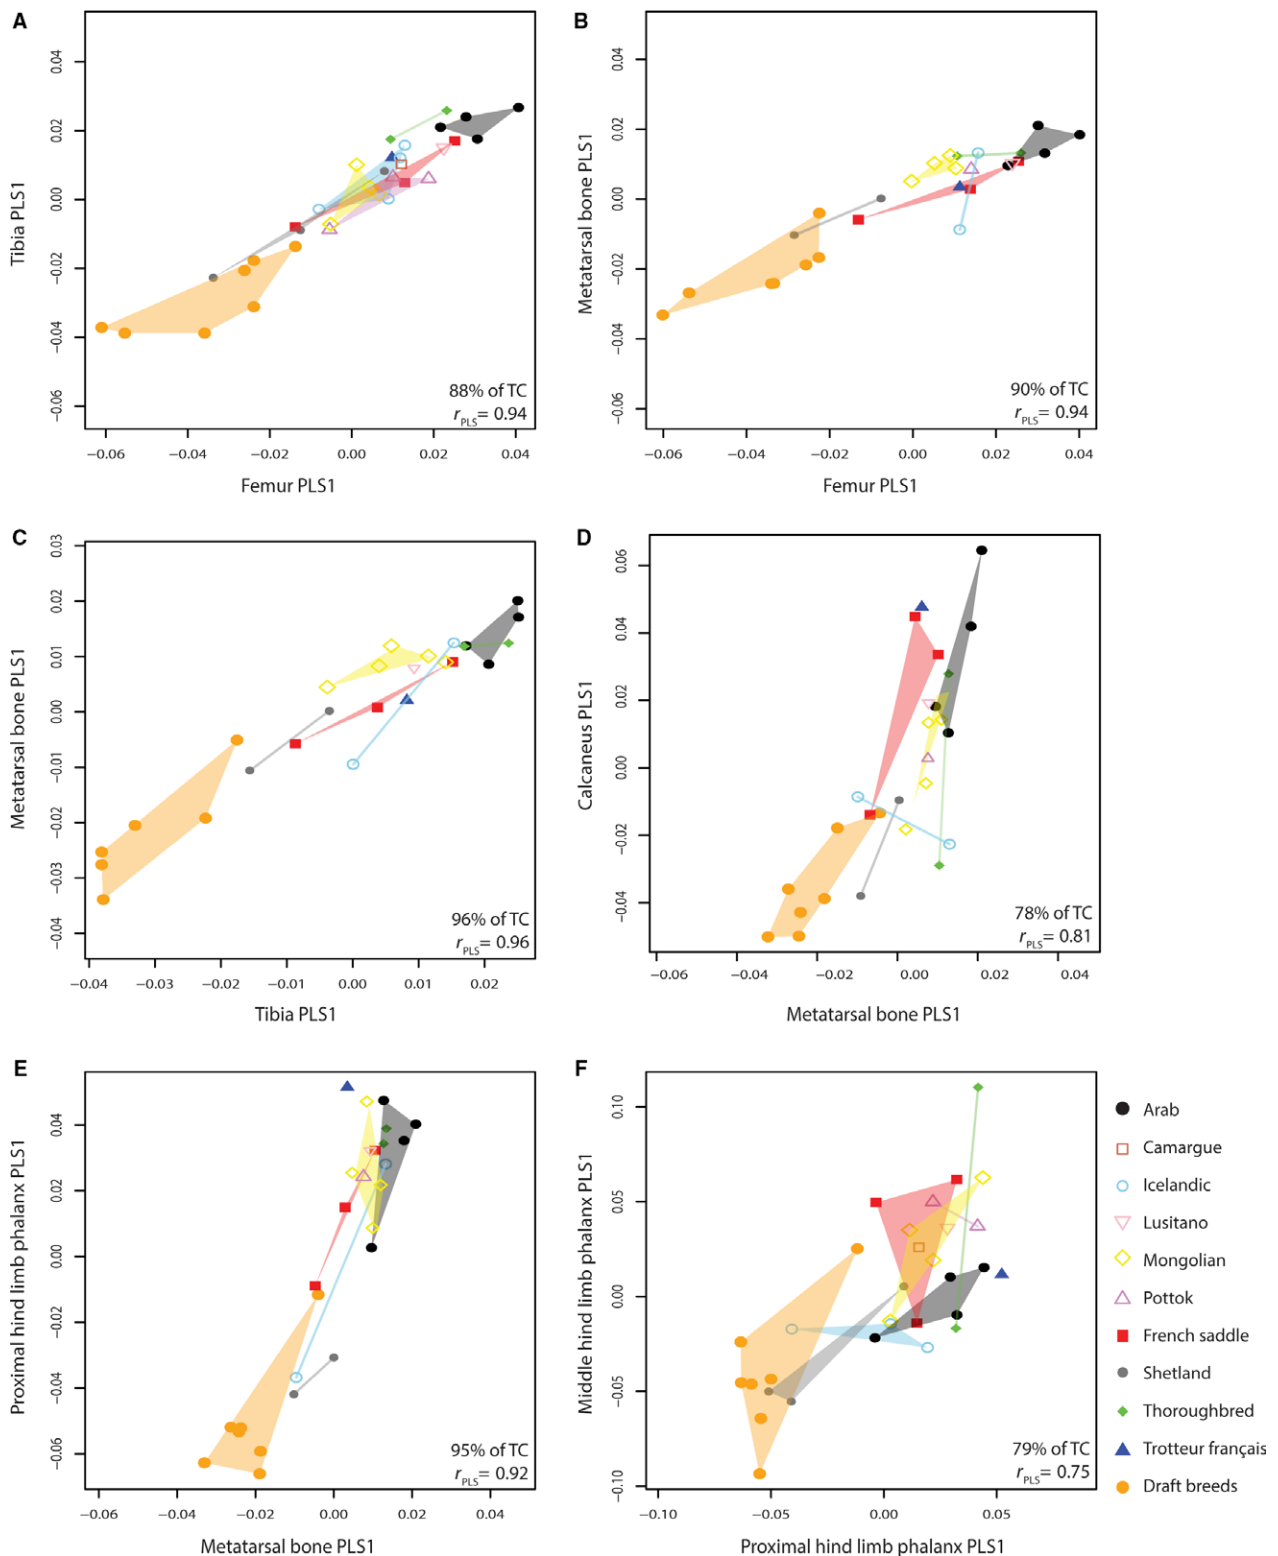 A
Tibia PLS1
0.04
0.02
0.00
−0.02
−0.04
−0.06
88% of TC
rPLS= 0.94
−0.06 −0.04 −0.02 0.00 0.02 0.04
Femur PLS1
B
Metatarsal bone PLS1
0.04
0.02
0.00
−0.02
−0.04
−0.06
90% of TC
rPLS= 0.94
−0.06 −0.04 −0.02 0.00 0.02 0.04
Femur PLS1
C
Metatarsal bone PLS1
0.03
0.02
0.01
0.00
−0.01
−0.02
−0.03
−0.04
96% of TC
rPLS= 0.96
−0.04 −0.03 −0.02 −0.01 0.00 0.01 0.02
Tibia PLS1
D
Calcaneus PLS1
0.06
0.04
0.02
0.00
−0.02
−0.04
78% of TC
rPLS= 0.81
−0.06 −0.04 −0.02 0.00 0.02 0.04
Metatarsal bone PLS1
E
Proximal hind limb phalanx PLS1
0.04
0.02
0.00
−0.02
−0.04
−0.06
95% of TC
rPLS= 0.92
−0.06 −0.04 −0.02 0.00 0.02 0.04
Metatarsal bone PLS1
F
Middle hind limb phalanx PLS1
0.10
0.05
0.00
−0.05
−0.10
79% of TC
rPLS= 0.75
−0.10 −0.05 0.00 0.05
Proximal hind limb phalanx PLS1
Arab
Camargue
Icelandic
Lusitano
Mongolian
Pottok
French saddle
Shetland
Thoroughbred
Trotteur français
Draft breeds